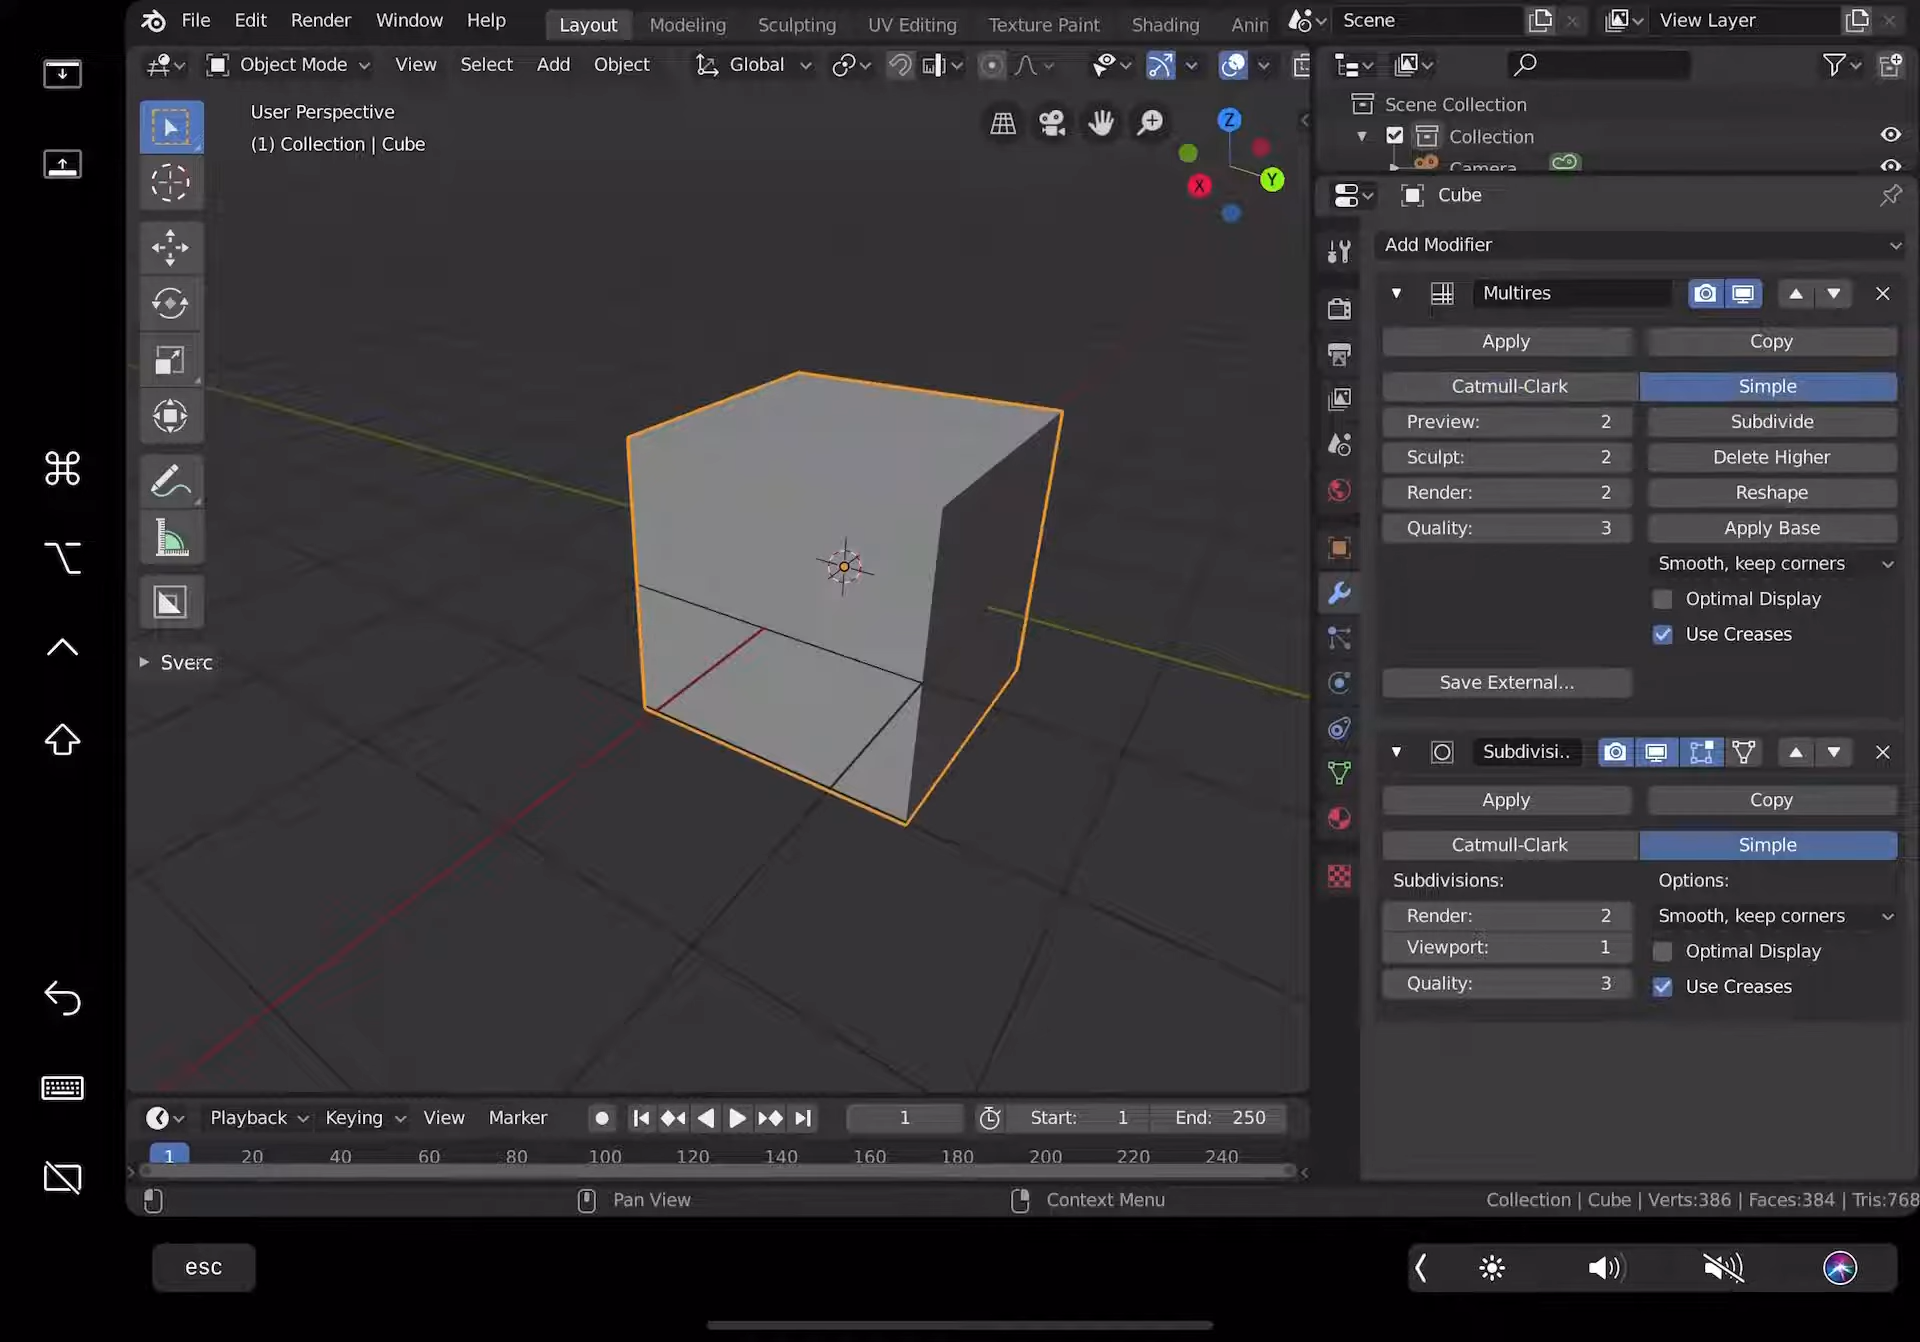 File Edit Render Window Help Layout Modeling Sculpting UV Editing Texture Paint Shading Scene View Layer
Object Mode View Select Add Object Global
User Perspective
(1) Collection | Cube
Z
Y
X
Scene Collection
Collection
Camera
Cube
Add Modifier
Multires
Apply Copy
Catmull-Clark Simple
Preview: 2 Subdivide
Sculpt: 2 Delete Higher
Render: 2 Reshape
Quality: 3 Apply Base
Smooth, keep corners
Optimal Display
Use Creases
Save External...
Sverc
Subdivisi..
Apply Copy
Catmull-Clark Simple
Subdivisions: Options:
Render: 2 Smooth, keep corners
Viewport: 1 Optimal Display
Quality: 3 Use Creases
Playback Keying View Marker 1 Start: 1 End: 250
1 20 40 60 80 100 120 140 160 180 200 220 240
Pan View Context Menu Collection | Cube | Verts:386 | Faces:384 | Tris:768
esc